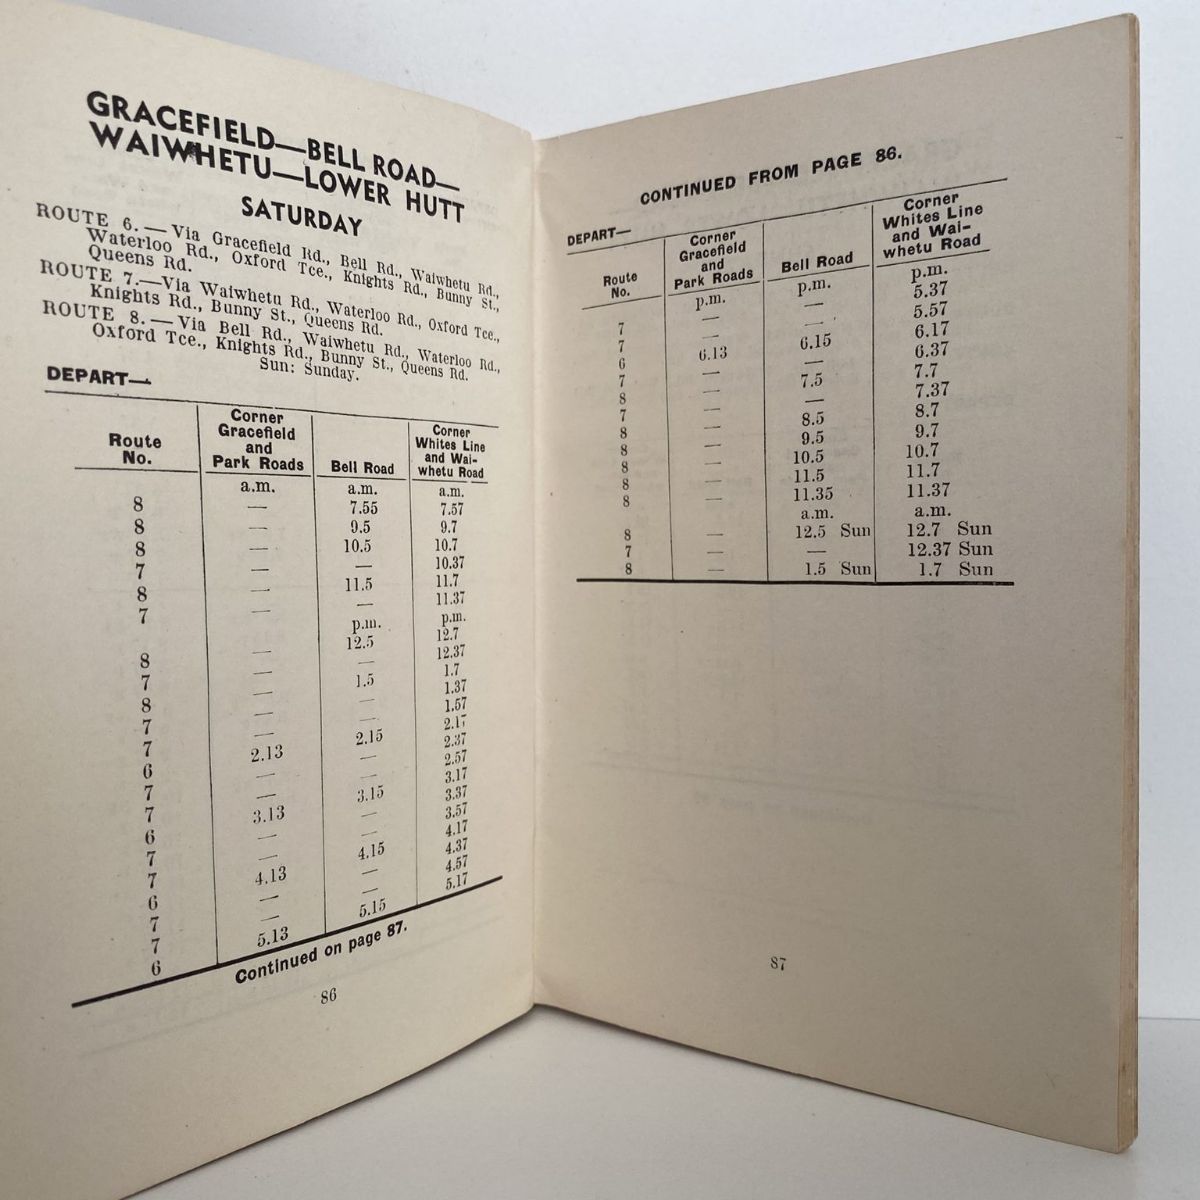 GRACEFIELD—BELL ROAD—
WAIWHETU—LOWER HUTT
SATURDAY
ROUTE 6.—Via Gracefield Rd., Bell Rd., Waiwhetu Rd.,
Waterloo Rd., Oxford Tce., Knights Rd., Bunny St.,
Queens Rd.
ROUTE 7.—Via Waiwhetu Rd., Waterloo Rd., Oxford Tce.,
Knights Rd., Bunny St., Queens Rd.
ROUTE 8.—Via Bell Rd., Waiwhetu Rd., Waterloo Rd.,
Oxford Tce., Knights Rd., Bunny St., Queens Rd.
Sun: Sunday.
DEPART—
Route No. Corner Gracefield and Park Roads Bell Road Corner Whites Line and Wai-whetu Road
a.m. a.m. a.m.
8 — 7.55 7.57
8 — 9.5 9.7
8 — 10.5 10.7
7 — — 10.37
8 — 11.5 11.7
7 — — 11.37
p.m. p.m.
8 — 12.5 12.7
7 — — 12.37
8 — 1.5 1.7
7 — — 1.37
7 — — 1.57
6 2.13 2.15 2.17
7 — — 2.37
7 — — 2.57
6 3.13 3.15 3.17
7 — — 3.37
7 — — 3.57
6 4.13 4.15 4.17
7 — — 4.37
7 — — 4.57
6 5.13 5.15 5.17
Continued on page 87.
86
CONTINUED FROM PAGE 86.
DEPART—
Route No. Corner Gracefield and Park Roads Bell Road Corner Whites Line and Wai-whetu Road
p.m. p.m. p.m.
7 — — 5.37
7 — — 5.57
6 6.13 6.15 6.17
7 — — 6.37
8 — 7.5 7.7
7 — — 7.37
8 — 8.5 8.7
8 — 9.5 9.7
8 — 10.5 10.7
8 — 11.5 11.7
8 — 11.35 11.37
a.m. a.m.
8 — 12.5 Sun 12.7 Sun
7 — — 12.37 Sun
8 — 1.5 Sun 1.7 Sun
87